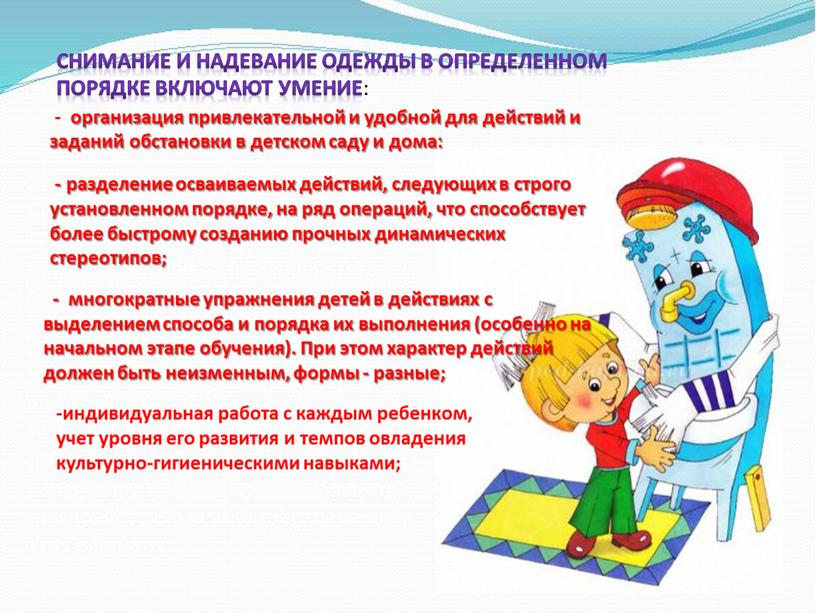 СНИМАНИЕ И НАДЕВАНИЕ ОДЕЖДЫ В ОПРЕДЕЛЕННОМ
ПОРЯДКЕ ВКЛЮЧАЮТ УМЕНИЕ:
- организация привлекательной и удобной для действий и
заданий обстановки в детском саду и дома:
- разделение осваиваемых действий, следующих в строго
установленном порядке, на ряд операций, что способствует
более быстрому созданию прочных динамических
стереотипов;
- многократные упражнения детей в действиях с
выделением способа и порядка их выполнения (особенно на
начальном этапе обучения). При этом характер действий
должен быть неизменным, формы - разные;
-индивидуальная работа с каждым ребенком,
учет уровня его развития и темпов овладения
культурно-гигиеническими навыками;